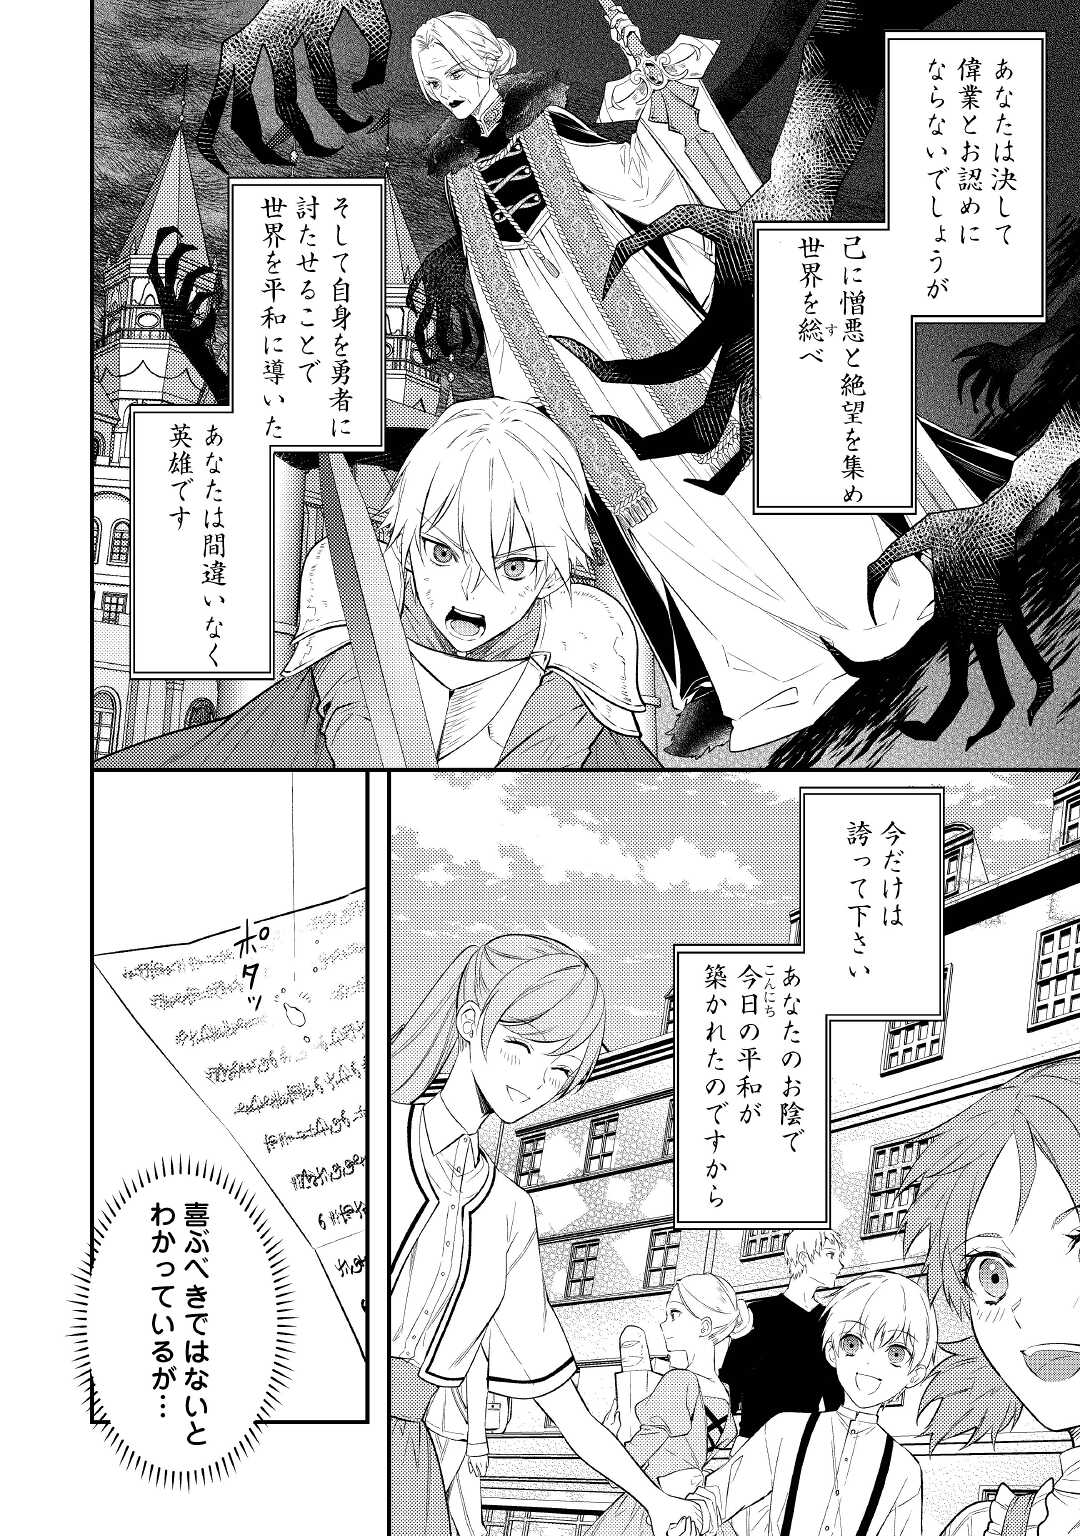 あなたは決して
偉業とお認めに
ならないでしょうが
己に憎悪と絶望を集め
世界を総べ
す
そして自身を勇者に
討たせることで
世界を平和に導いた
あなたは間違いなく
英雄です
今だけは
誇って下さい
あなたのお陰で
今日の平和が
こんにち
築かれたのですから
ポタッ
喜ぶべきではないと
わかっているが…